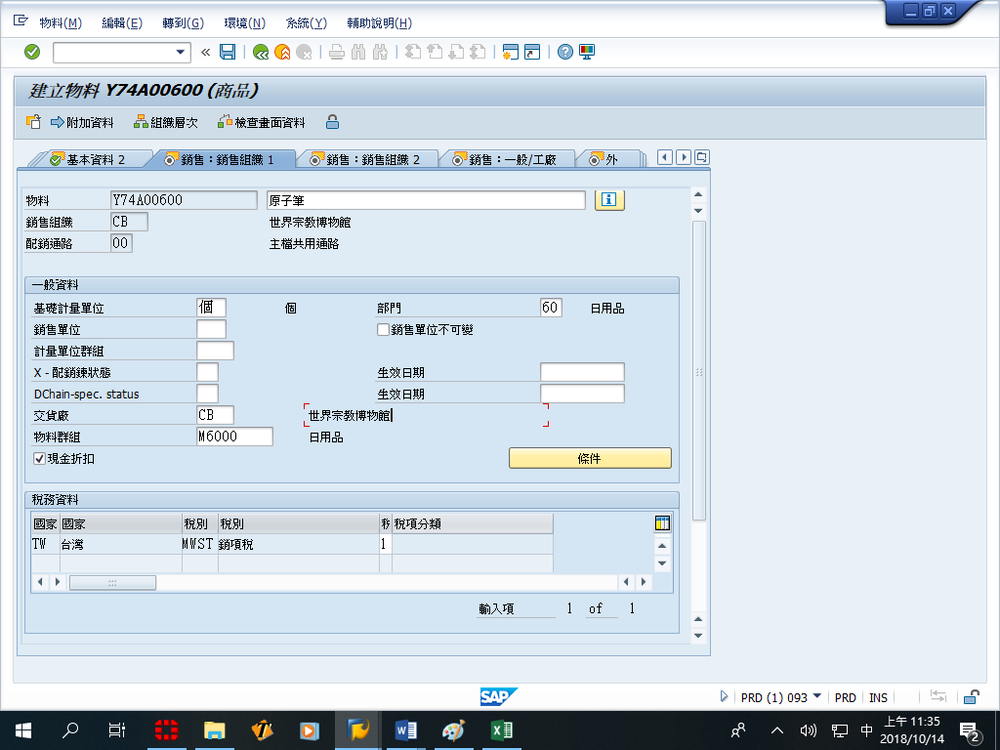 物料(M) 編輯(E) 轉到(G) 環境(N) 系統(Y) 輔助說明(H)
建立物料 Y74A00600 (商品)
附加資料 組織層次 檢查畫面資料
基本資料 2 銷售：銷售組織 1 銷售：銷售組織 2 銷售：一般/工廠 外
物料 Y74A00600 原子筆
銷售組織 CB 世界宗教博物館
配銷通路 00 主檔共用通路
一般資料
基礎計量單位 個 個 部門 60 日用品
銷售單位 銷售單位不可變
計量單位群組
X - 配銷鍊狀態 生效日期
DChain-spec. status 生效日期
交貨廠 CB 世界宗教博物館
物料群組 M6000 日用品
現金折扣 條件
稅務資料
國家 國家 稅別 稅別 稅 稅項分類
TW 台灣 MWST 銷項稅 1
輸入項 1 of 1
SAP PRD (1) 093 PRD INS
中 上午 11:35
2018/10/14 2